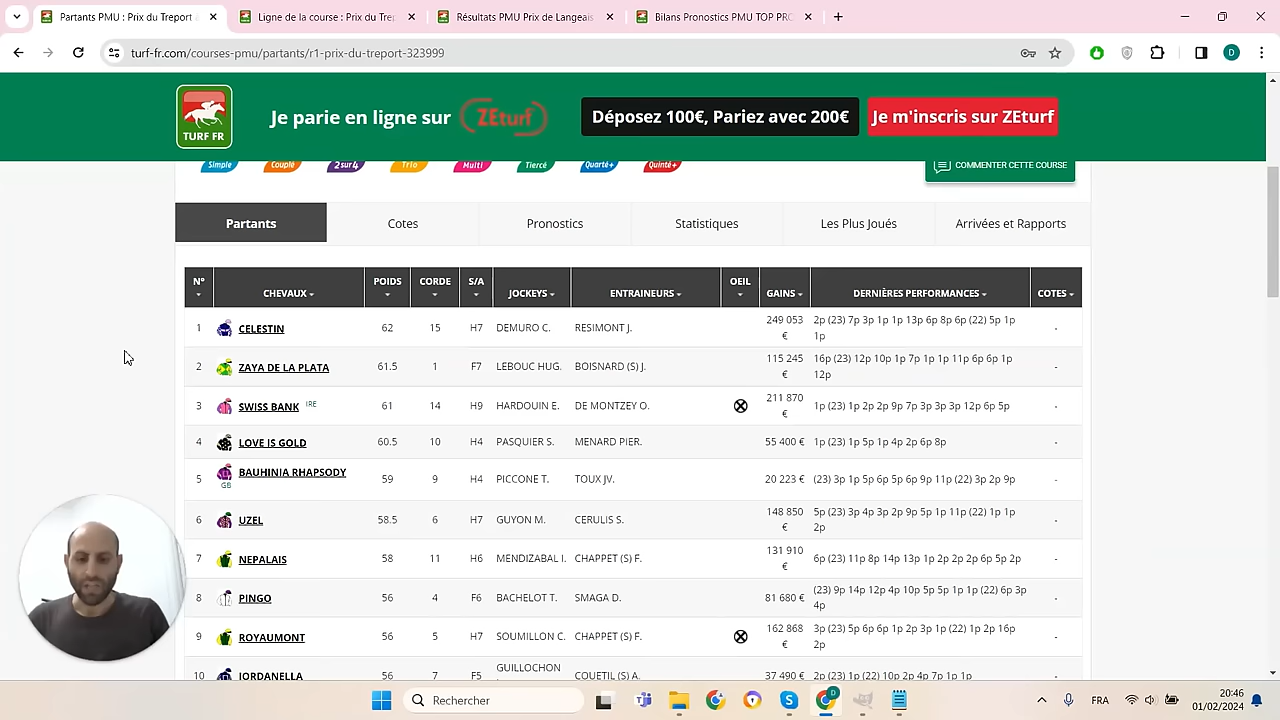 Partants PMU : Prix du Treport
Ligne de la course : Prix du Tre
Résultats PMU Prix de Langeais
Bilans Pronostics PMU TOP PRO
turf-fr.com/courses-pmu/partants/r1-prix-du-treport-323999
D
TURF FR
Je parie en ligne sur ZEturf
Déposez 100€, Pariez avec 200€
Je m'inscris sur ZEturf
Simple Couplé 2sur4 Trio Multi Tiercé Quarté+ Quinté+
COMMENTER CETTE COURSE
Partants Cotes Pronostics Statistiques Les Plus Joués Arrivées et Rapports
N° CHEVAUX POIDS CORDE S/A JOCKEYS ENTRAINEURS OEIL GAINS DERNIÈRES PERFORMANCES COTES
1 CELESTIN 62 15 H7 DEMURO C. RESIMONT J. 249 053 € 2p (23) 7p 3p 1p 1p 13p 6p 8p 6p (22) 5p 1p 1p -
2 ZAYA DE LA PLATA 61.5 1 F7 LEBOUC HUG. BOISNARD (S) J. 115 245 € 16p (23) 12p 10p 1p 7p 1p 1p 11p 6p 6p 1p 12p -
3 SWISS BANK IRE 61 14 H9 HARDOUIN E. DE MONTZEY O. 211 870 € 1p (23) 1p 2p 2p 9p 7p 3p 3p 3p 12p 6p 5p -
4 LOVE IS GOLD 60.5 10 H4 PASQUIER S. MENARD PIER. 55 400 € 1p (23) 1p 5p 1p 4p 2p 6p 8p -
5 BAUHINIA RHAPSODY GB 59 9 H4 PICCONE T. TOUX JV. 20 223 € (23) 3p 1p 5p 6p 5p 6p 9p 11p (22) 3p 2p 9p -
6 UZEL 58.5 6 H7 GUYON M. CERULIS S. 148 850 € 5p (23) 3p 4p 3p 2p 9p 5p 1p 11p (22) 1p 1p 2p -
7 NEPALAIS 58 11 H6 MENDIZABAL I. CHAPPET (S) F. 131 910 € 6p (23) 11p 8p 14p 13p 1p 2p 2p 2p 6p 5p 2p -
8 PINGO 56 4 F6 BACHELOT T. SMAGA D. 81 680 € (23) 9p 14p 12p 4p 10p 5p 5p 1p 1p (22) 6p 3p 4p -
9 ROYAUMONT 56 5 H7 SOUMILLON C. CHAPPET (S) F. 162 868 € 3p (23) 5p 6p 6p 1p 2p 3p 1p (22) 1p 2p 16p 2p -
10 JORDANELLA 56 7 F5 GUILLOCHON COUETIL (S) A. 37 490 € 2p (23) 1p (22) 10p 2p 4p 7p 1p 1p -
Rechercher
D
FRA
20:46
01/02/2024